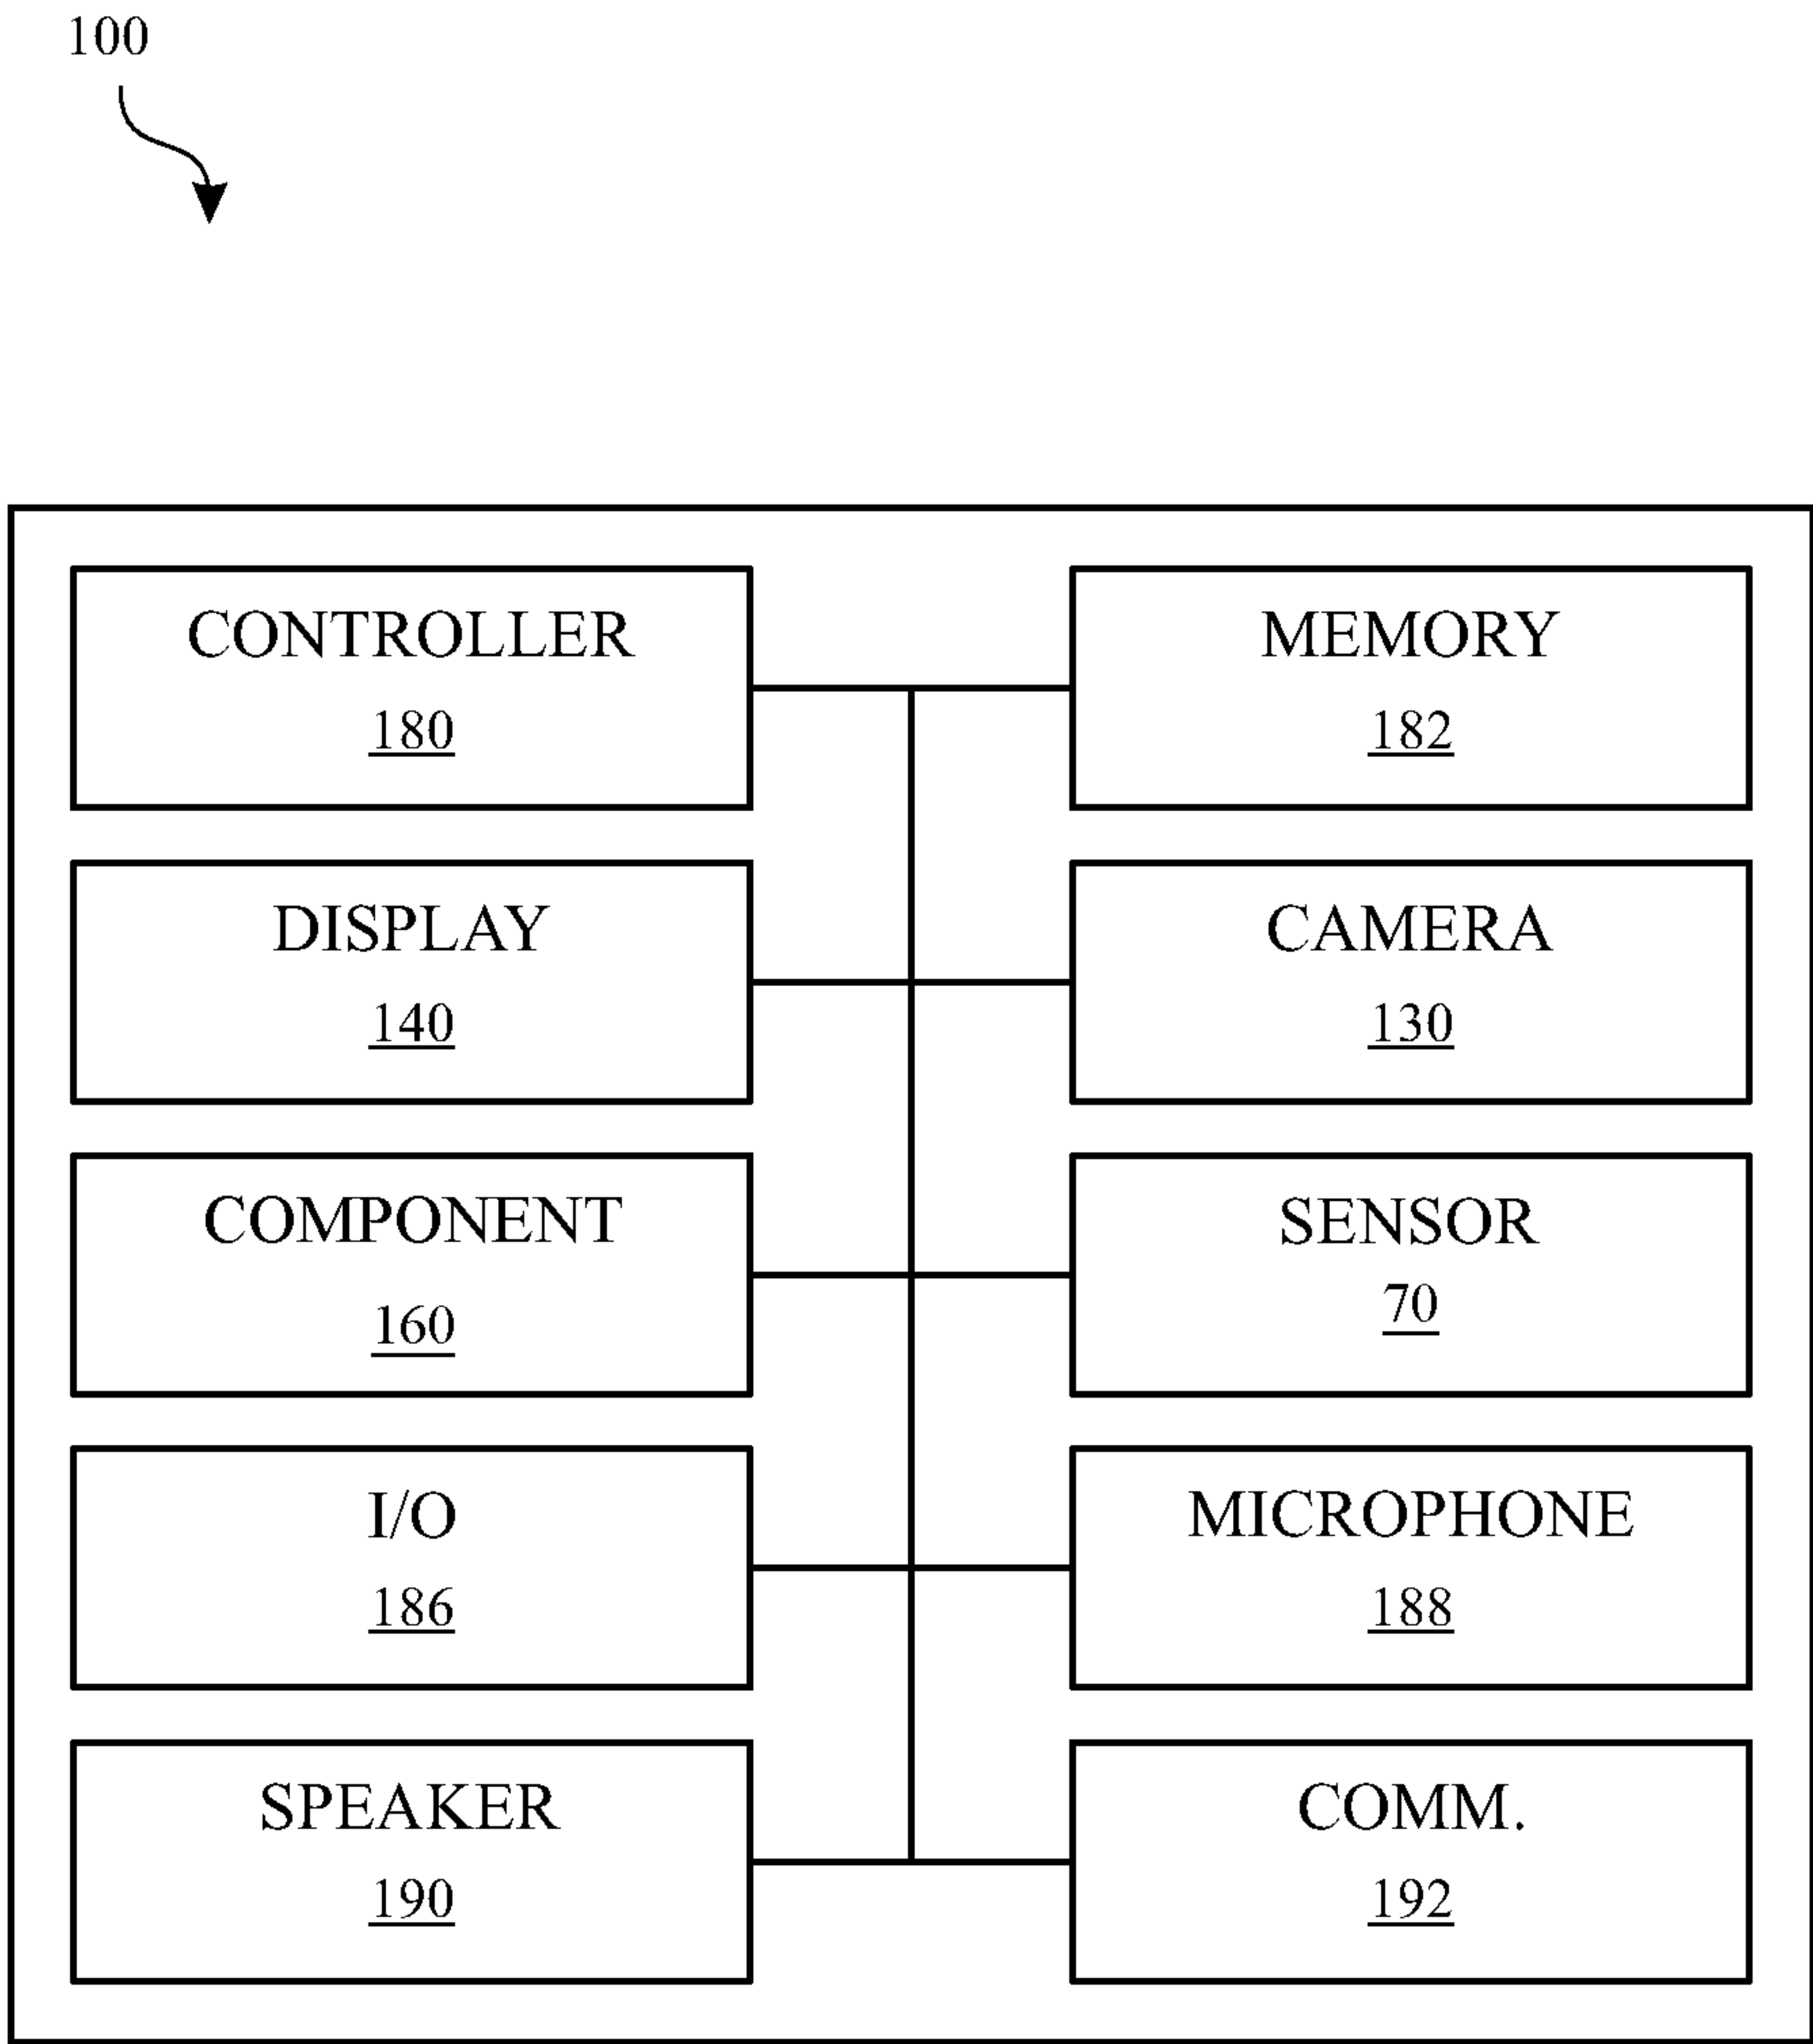 100
CONTROLLER
180
MEMORY
182
DISPLAY
140
CAMERA
130
COMPONENT
160
SENSOR
70
I/O
186
MICROPHONE
188
SPEAKER
190
COMM.
192